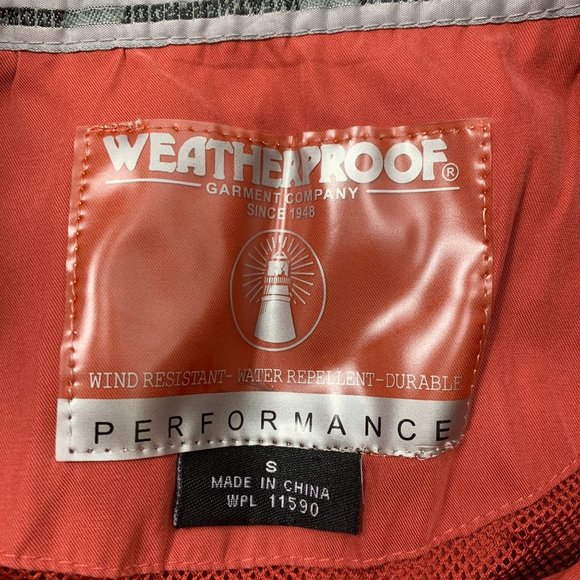 WEATHERPROOF®
GARMENT COMPANY
SINCE 1948
WIND RESISTANT-WATER REPELLENT-DURABLE
PERFORMANCE
S
MADE IN CHINA
WPL 11590